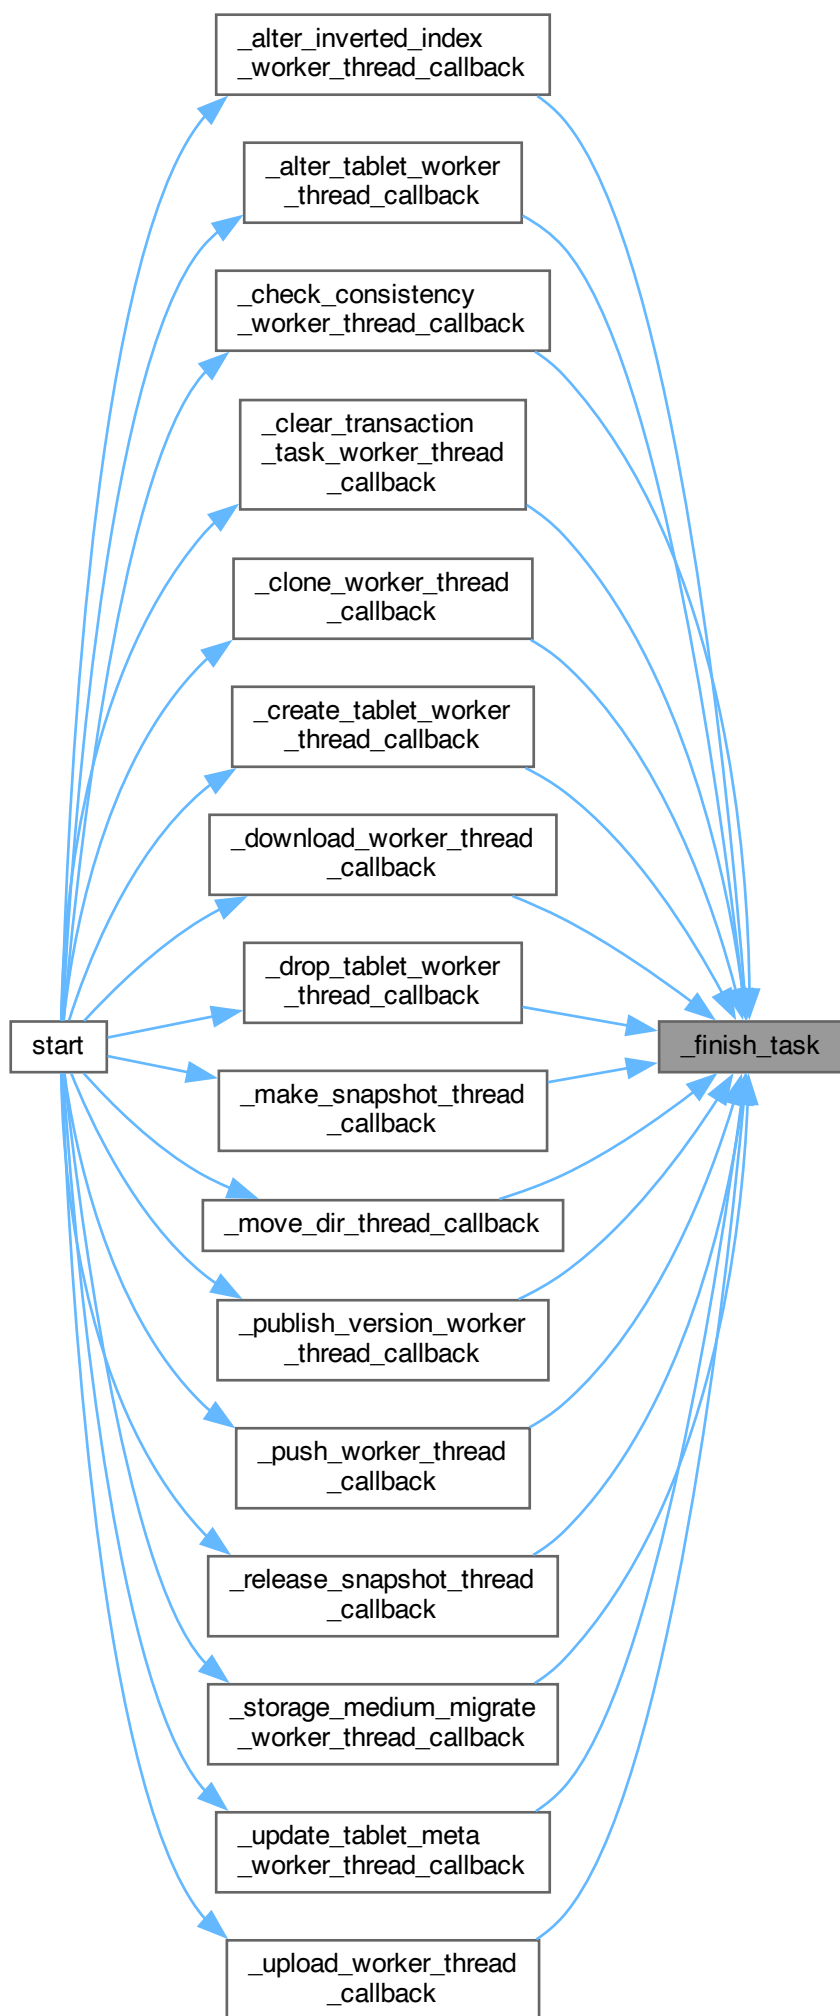 _alter_inverted_index
_worker_thread_callback
_alter_tablet_worker
_thread_callback
_check_consistency
_worker_thread_callback
_clear_transaction
_task_worker_thread
_callback
_clone_worker_thread
_callback
_create_tablet_worker
_thread_callback
_download_worker_thread
_callback
_drop_tablet_worker
_thread_callback
start
_finish_task
_make_snapshot_thread
_callback
_move_dir_thread_callback
_publish_version_worker
_thread_callback
_push_worker_thread
_callback
_release_snapshot_thread
_callback
_storage_medium_migrate
_worker_thread_callback
_update_tablet_meta
_worker_thread_callback
_upload_worker_thread
_callback